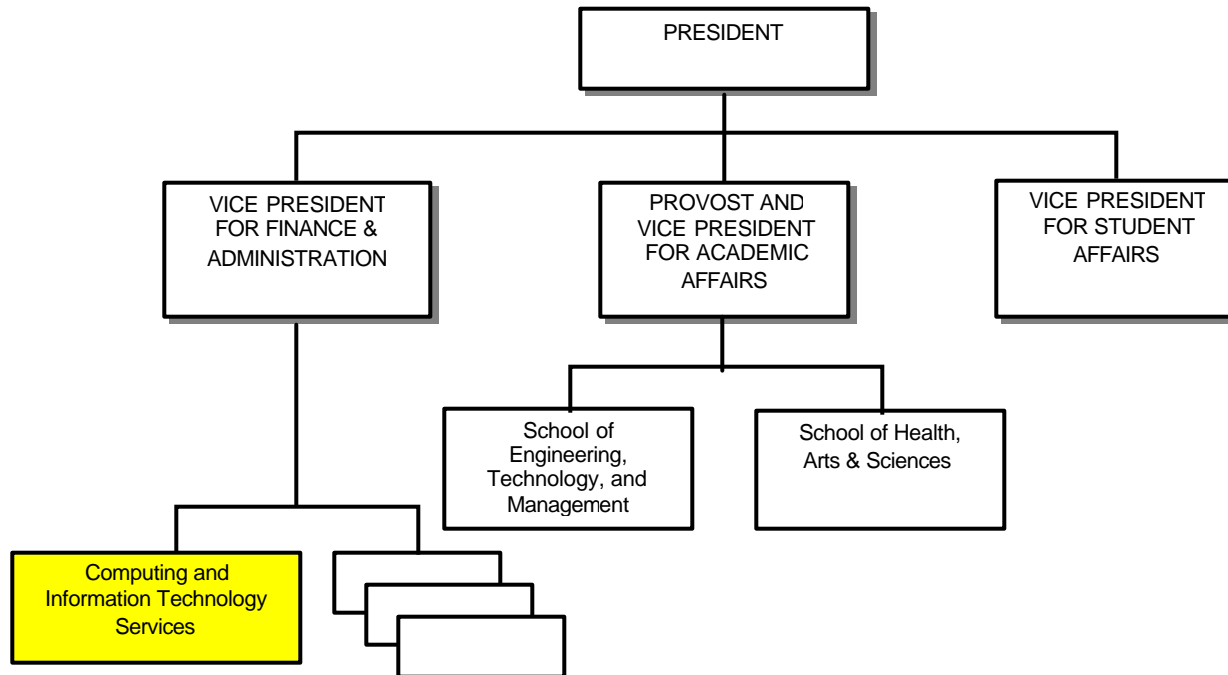 PRESIDENT
VICE PRESIDENT
FOR FINANCE &
ADMINISTRATION
PROVOST AND
VICE PRESIDENT
FOR ACADEMIC
AFFAIRS
VICE PRESIDENT
FOR STUDENT
AFFAIRS
School of
Engineering,
Technology, and
Management
School of Health,
Arts & Sciences
Computing and
Information Technology
Services